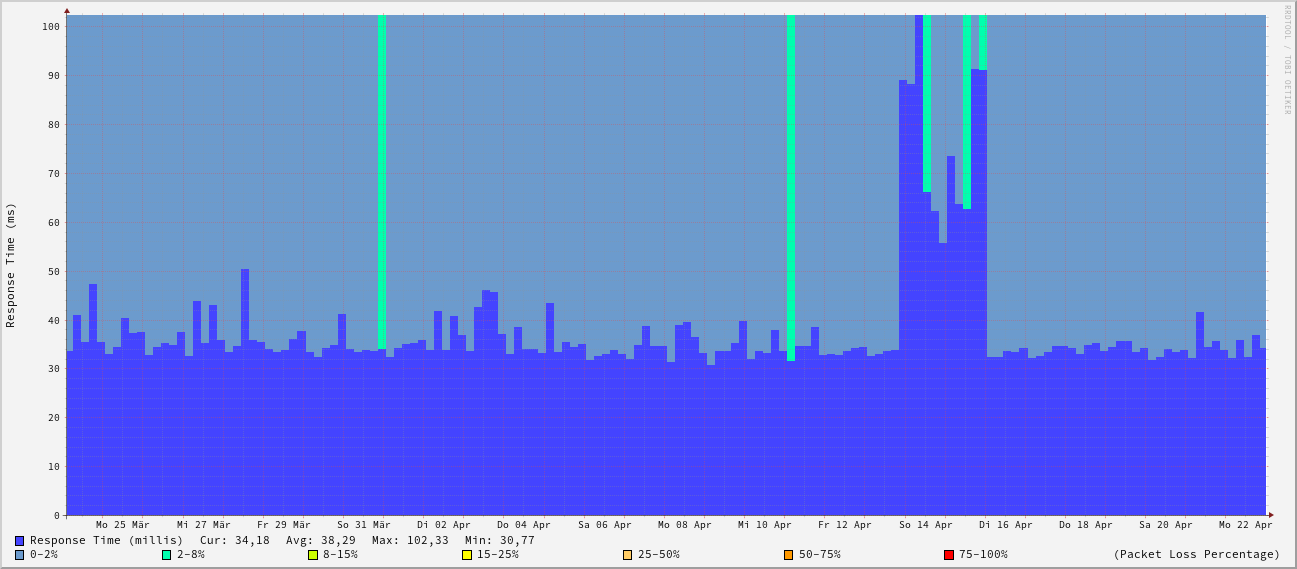 RRDTOOL / TOBI OETIKER
Response Time (ms)
100
90
80
70
60
50
40
30
20
10
0
Mo 25 Mär Mi 27 Mär Fr 29 Mär So 31 Mär Di 02 Apr Do 04 Apr Sa 06 Apr Mo 08 Apr Mi 10 Apr Fr 12 Apr So 14 Apr Di 16 Apr Do 18 Apr Sa 20 Apr Mo 22 Apr
Response Time (millis) Cur: 34,18 Avg: 38,29 Max: 102,33 Min: 30,77
0-2% 2-8% 8-15% 15-25% 25-50% 50-75% 75-100% (Packet Loss Percentage)